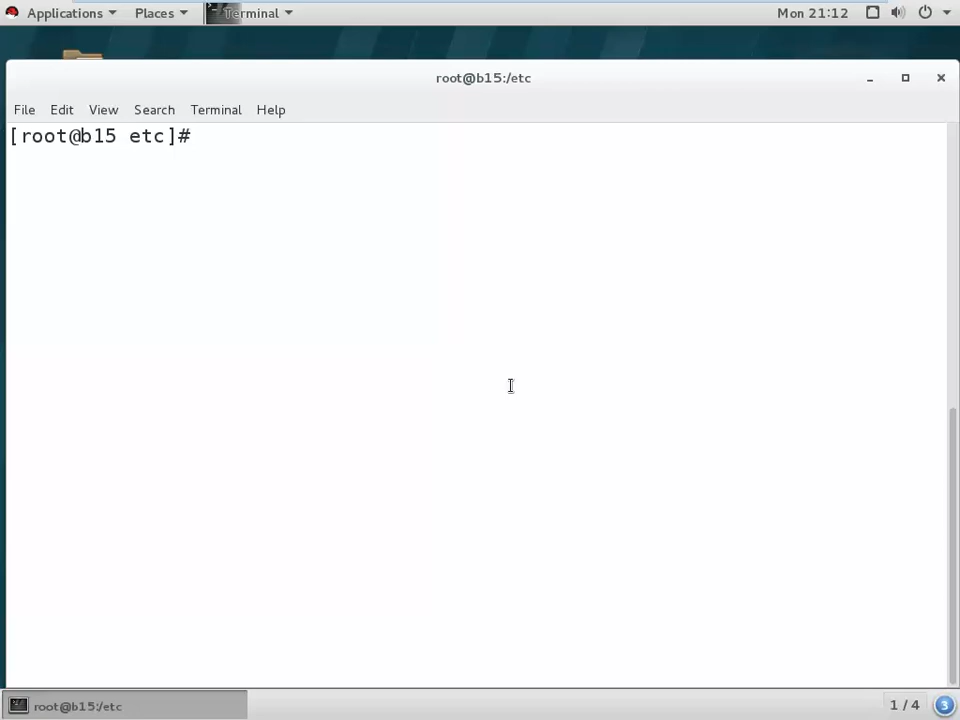 Applications Places Terminal Mon 21:12
root@b15:/etc
File Edit View Search Terminal Help
[root@b15 etc]#
root@b15:/etc 1 / 4 3